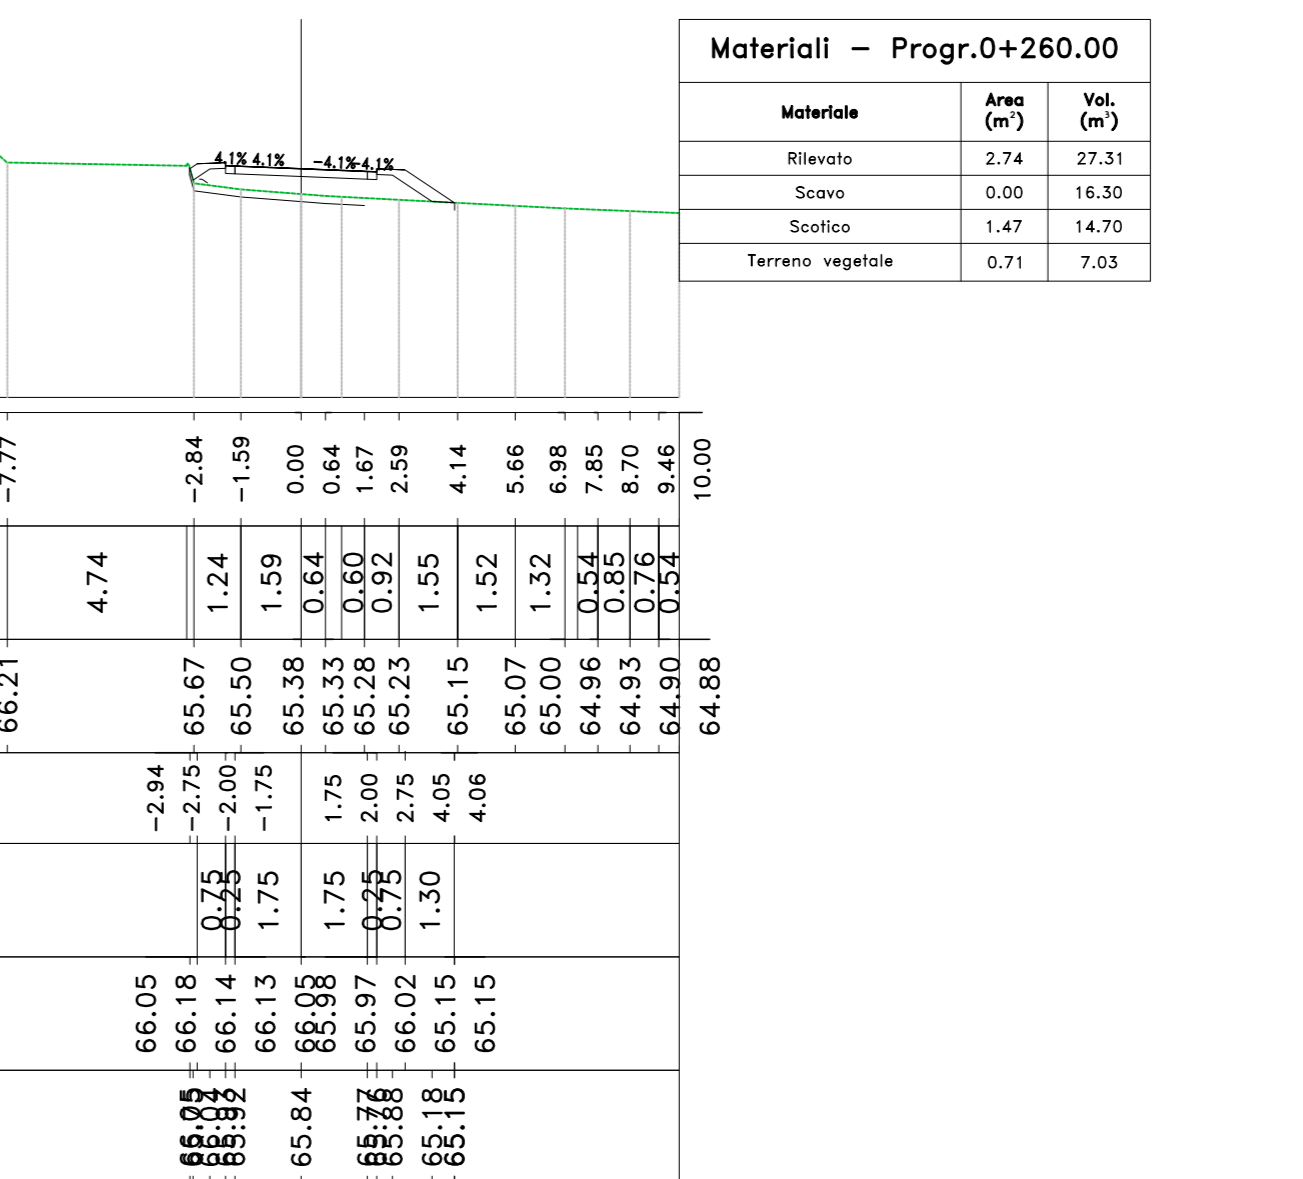 Materiali - Progr.0+260.00
Materiale Area (m²) Vol. (m³)
Rilevato 2.74 27.31
Scavo 0.00 16.30
Scotico 1.47 14.70
Terreno vegetale 0.71 7.03
4.1% 4.1% -4.1% -4.1%
-7.77 -2.84 -1.59 0.00 0.64 1.67 2.59 4.14 5.66 6.98 7.85 8.70 9.46 10.00
4.74 1.24 1.59 0.64 0.60 0.92 1.55 1.52 1.32 0.54 0.85 0.76 0.54
66.21 65.67 65.50 65.38 65.33 65.28 65.23 65.15 65.07 65.00 64.96 64.93 64.90 64.88
-2.94 -2.75 -2.00 -1.75 1.75 2.00 2.75 4.05 4.06
0.75 0.25 1.75 1.75 0.25 0.75 1.30
66.05 66.18 66.14 66.13 66.05 65.98 65.97 66.02 65.15 65.15
65.92 65.84 65.77 65.76 65.88 65.18 65.15